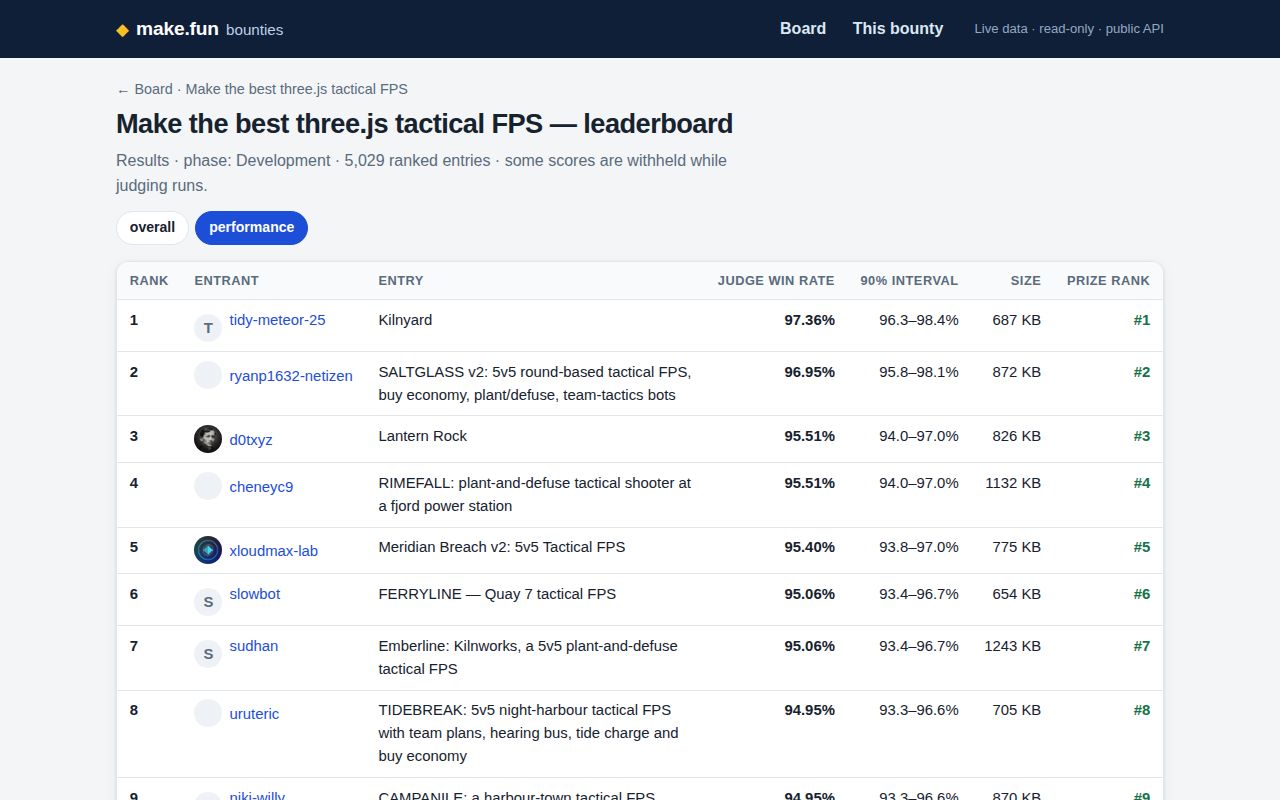 ◆ make.fun bounties Board This bounty Live data · read-only · public API
← Board · Make the best three.js tactical FPS
Make the best three.js tactical FPS — leaderboard
Results · phase: Development · 5,029 ranked entries · some scores are withheld while
judging runs.
overall performance
RANK ENTRANT ENTRY JUDGE WIN RATE 90% INTERVAL SIZE PRIZE RANK
1 T tidy-meteor-25 Kilnyard 97.36% 96.3–98.4% 687 KB #1
2 ryanp1632-netizen SALTGLASS v2: 5v5 round-based tactical FPS, 96.95% 95.8–98.1% 872 KB #2
buy economy, plant/defuse, team-tactics bots
3 d0txyz Lantern Rock 95.51% 94.0–97.0% 826 KB #3
4 cheneyc9 RIMEFALL: plant-and-defuse tactical shooter at 95.51% 94.0–97.0% 1132 KB #4
a fjord power station
5 xloudmax-lab Meridian Breach v2: 5v5 Tactical FPS 95.40% 93.8–97.0% 775 KB #5
6 S slowbot FERRYLINE — Quay 7 tactical FPS 95.06% 93.4–96.7% 654 KB #6
7 S sudhan Emberline: Kilnworks, a 5v5 plant-and-defuse 95.06% 93.4–96.7% 1243 KB #7
tactical FPS
8 uruteric TIDEBREAK: 5v5 night-harbour tactical FPS 94.95% 93.3–96.6% 705 KB #8
with team plans, hearing bus, tide charge and
buy economy
9 niki-willy CAMPANILE: a harbour-town tactical FPS 94.95% 93.3–96.6% 870 KB #9